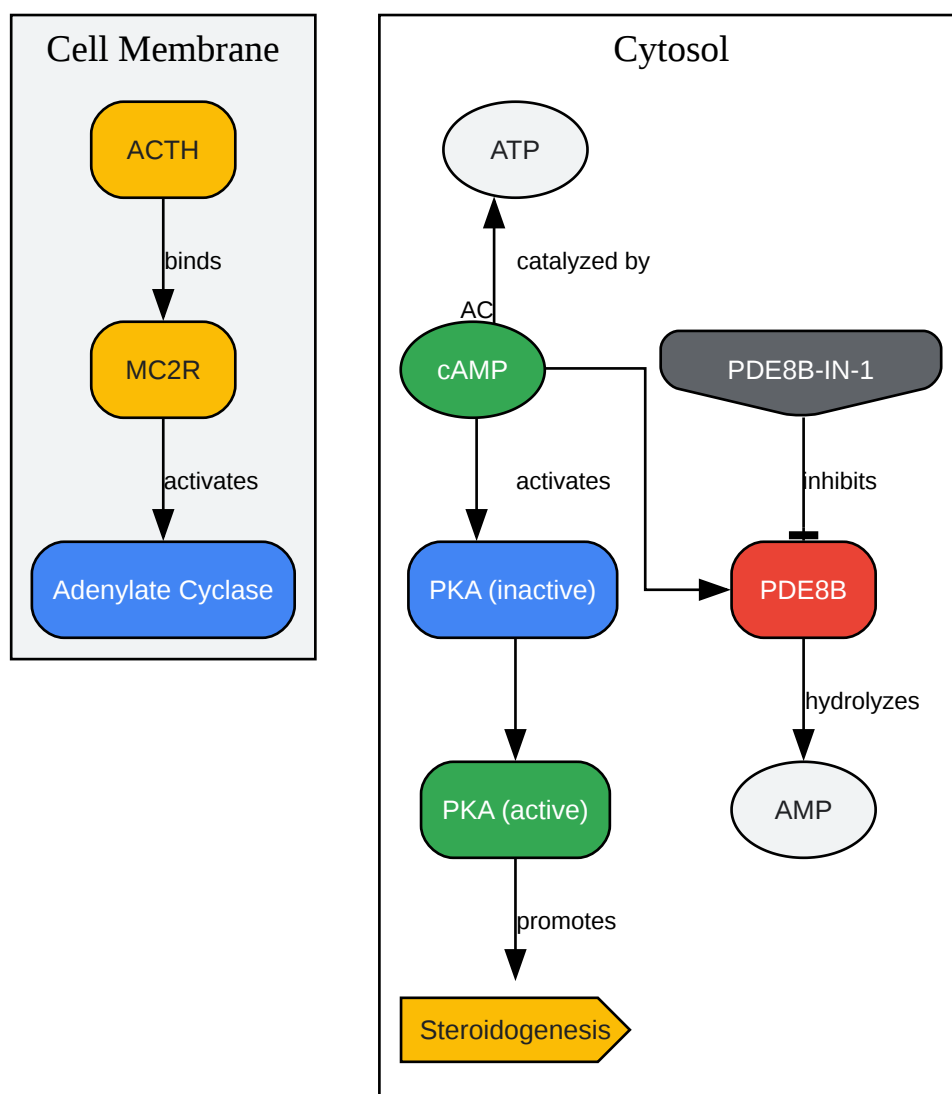 Cell Membrane
ACTH
binds
MC2R
activates
Adenylate Cyclase
Cytosol
ATP
catalyzed by
AC
cAMP
PDE8B-IN-1
activates
inhibits
PKA (inactive)
PDE8B
hydrolyzes
PKA (active)
AMP
promotes
Steroidogenesis